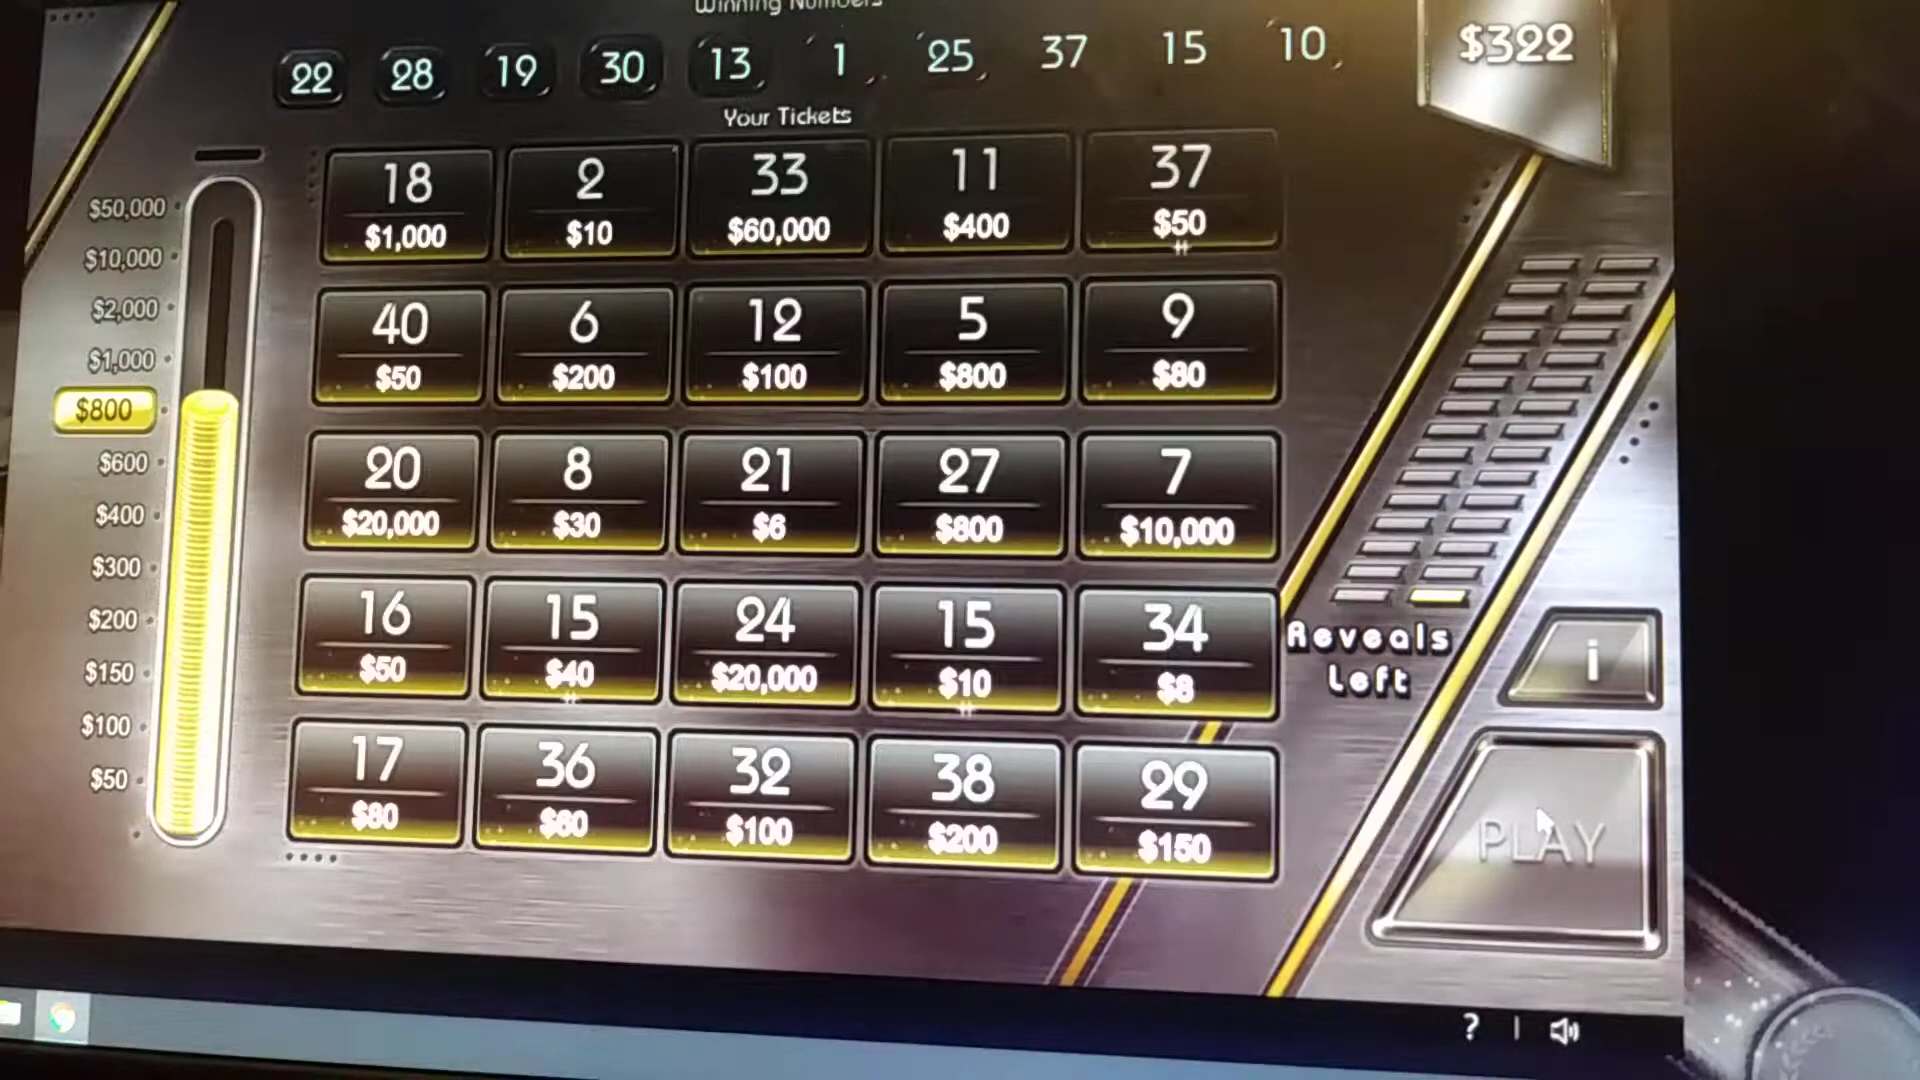 Winning Numbers
22 28 19 30 13 1 25 37 15 10
$322
Your Tickets
18 2 33 11 37
$1,000 $10 $60,000 $400 $50
40 6 12 5 9
$50 $200 $100 $800 $80
20 8 21 27 7
$20,000 $30 $6 $800 $10,000
16 15 24 15 34
$50 $40 $20,000 $10 $8
17 36 32 38 29
$80 $60 $100 $200 $150
$50,000
$10,000
$2,000
$1,000
$800
$600
$400
$300
$200
$150
$100
$50
Reveals
Left
i
PLAY
?